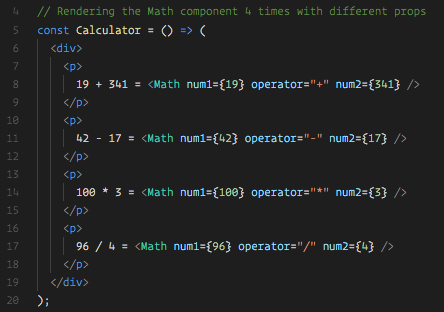 4 // Rendering the Math component 4 times with different props
5 const Calculator = () => (
6 <div>
7 <p>
8 19 + 341 = <Math num1={19} operator="+" num2={341} />
9 </p>
10 <p>
11 42 - 17 = <Math num1={42} operator="-" num2={17} />
12 </p>
13 <p>
14 100 * 3 = <Math num1={100} operator="*" num2={3} />
15 </p>
16 <p>
17 96 / 4 = <Math num1={96} operator="/" num2={4} />
18 </p>
19 </div>
20 );